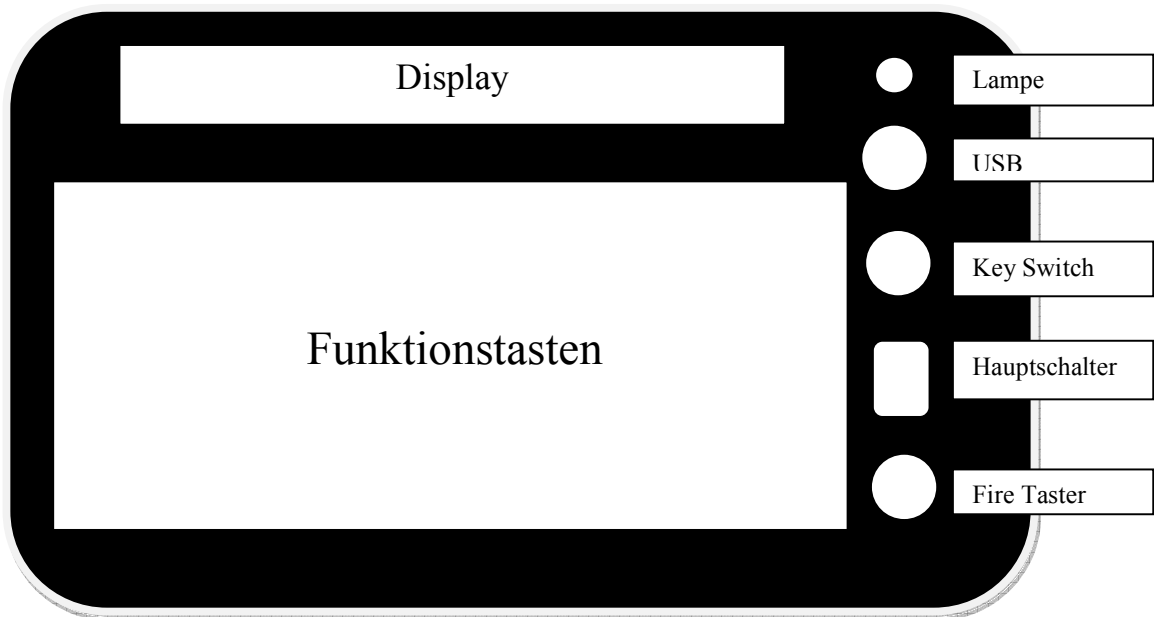 Display
Lampe
USB
Key Switch
Funktionstasten
Hauptschalter
Fire Taster